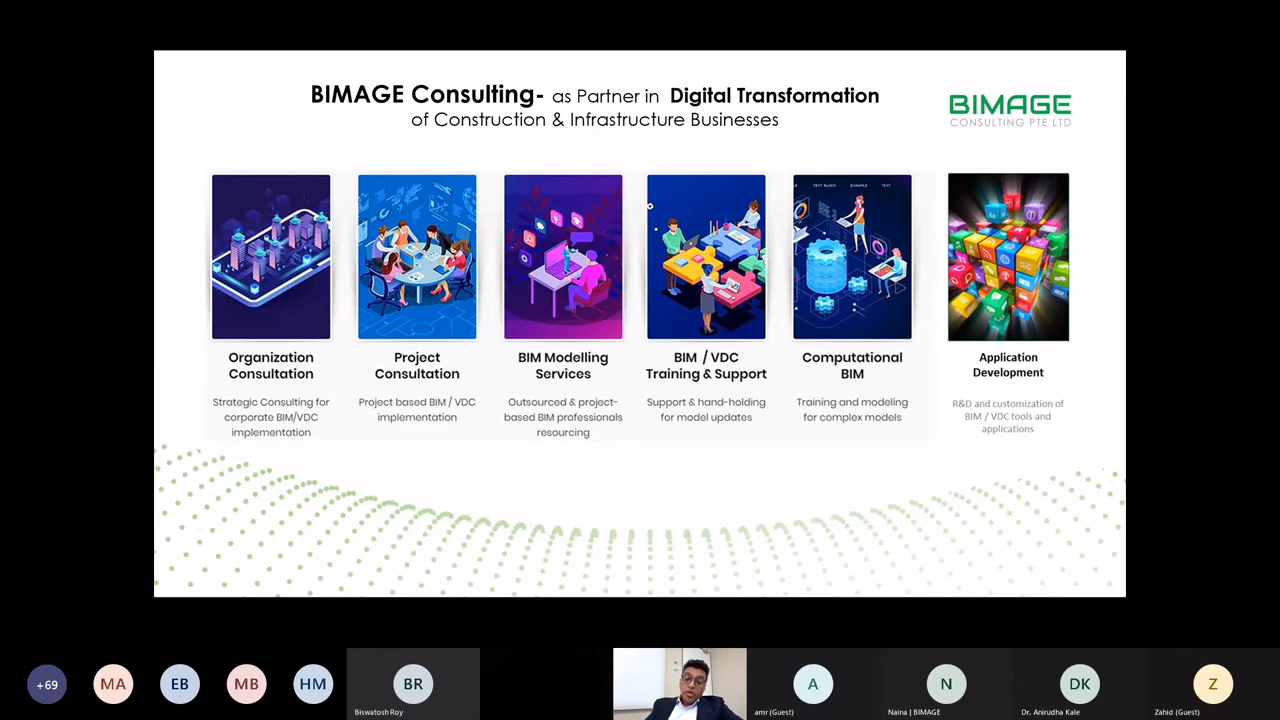 BIMAGE Consulting- as Partner in Digital Transformation
of Construction & Infrastructure Businesses
BIMAGE
CONSULTING PTE LTD
TEXT BLOCK
EXAMPLE
TEXT
Organization
Consultation
Strategic Consulting for
corporate BIM/VDC
implementation
Project
Consultation
Project based BIM / VDC
implementation
BIM Modelling
Services
Outsourced & project-
based BIM professionals
resourcing
BIM / VDC
Training & Support
Support & hand-holding
for model updates
Computational
BIM
Training and modeling
for complex models
Application
Development
R&D and customization of
BIM / VDC tools and
applications
+69
MA
EB
MB
HM
BR
Biswatosh Roy
A
amr (Guest)
N
Naina | BIMAGE
DK
Dr. Anirudha Kale
Z
Zahid (Guest)